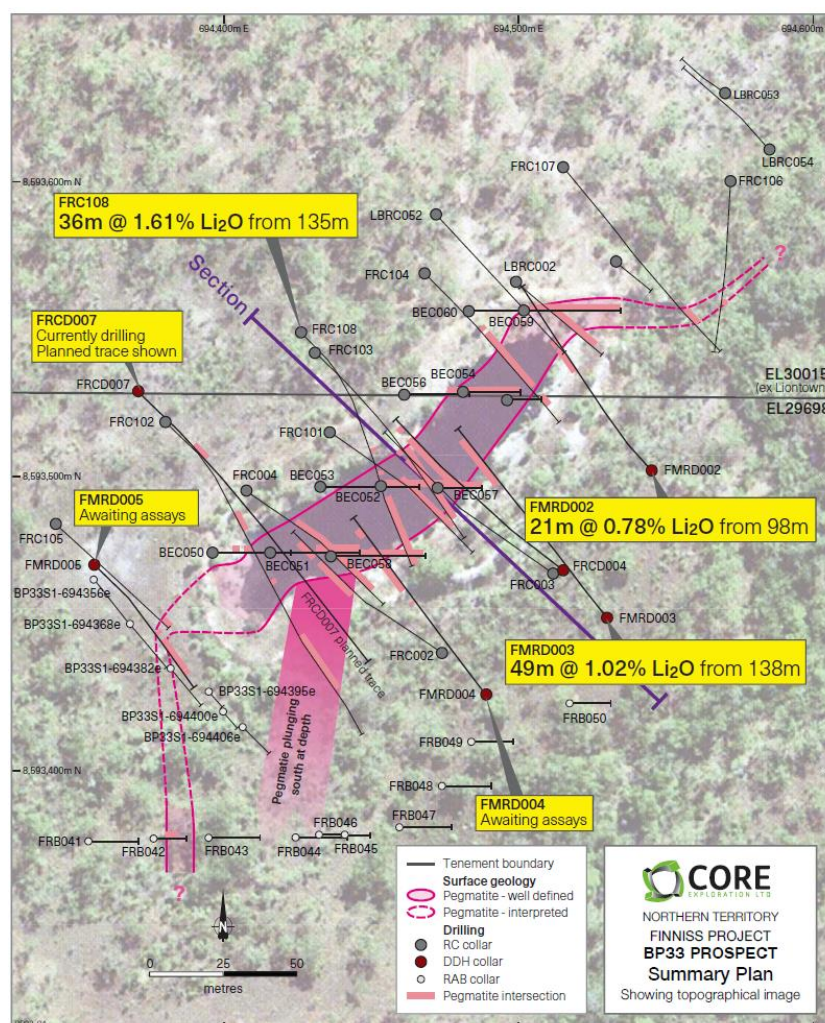 694,400m E
694,500m E
694,600m E
LBRC053
LBRC054
FRC107
FRC106
8,593,600m N
FRC108
36m @ 1.61% Li2O from 135m
LBRC052
Section
FRC104
LBRC002
?
BEC060
BEC059
FRCD007
Currently drilling
Planned trace shown
FRC108
FRC103
FRCD007
BEC054
BEC056
EL30015
(ex Liontown
EL29698
FRC102
FRC101
8,593,500m N
FRC004
BEC053
BEC052
BEC057
FMRD002
FMRD005
Awaiting assays
FMRD002
21m @ 0.78% Li2O from 98m
FRC105
BEC050
BEC051
BEC058
FMRD005
FRCD004
FRC003
BP33S1-694356e
BP33S1-694368e
FRCD007 planned trace
FMRD003
BP33S1-694382e
FRC002
FMRD003
49m @ 1.02% Li2O from 138m
BP33S1-694395e
FMRD004
BP33S1-694400e
BP33S1-694406e
FRB050
Pegmatie plunging
south at depth
FRB049
8,593,400m N
FRB048
FMRD004
Awaiting assays
FRB047
FRB046
FRB041
FRB042
FRB043
FRB044
FRB045
?
N
0 25 50
metres
Tenement boundary
Surface geology
Pegmatite - well defined
Pegmatite - interpreted
Drilling
RC collar
DDH collar
RAB collar
Pegmatite intersection
CORE
EXPLORATION LTD
NORTHERN TERRITORY
FINNISS PROJECT
BP33 PROSPECT
Summary Plan
Showing topographical image